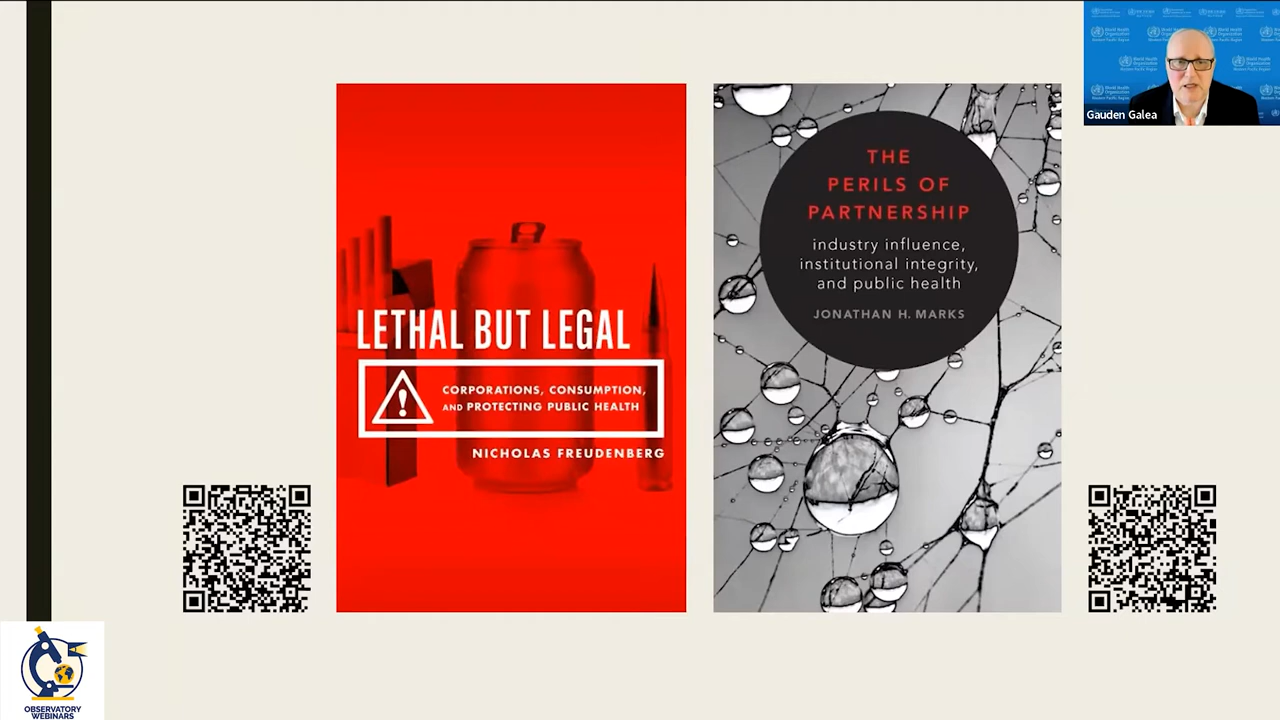 LETHAL BUT LEGAL
CORPORATIONS, CONSUMPTION,
AND PROTECTING PUBLIC HEALTH
NICHOLAS FREUDENBERG
THE
PERILS OF
PARTNERSHIP
industry influence,
institutional integrity,
and public health
JONATHAN H. MARKS
Gauden Galea
OBSERVATORY
WEBINARS